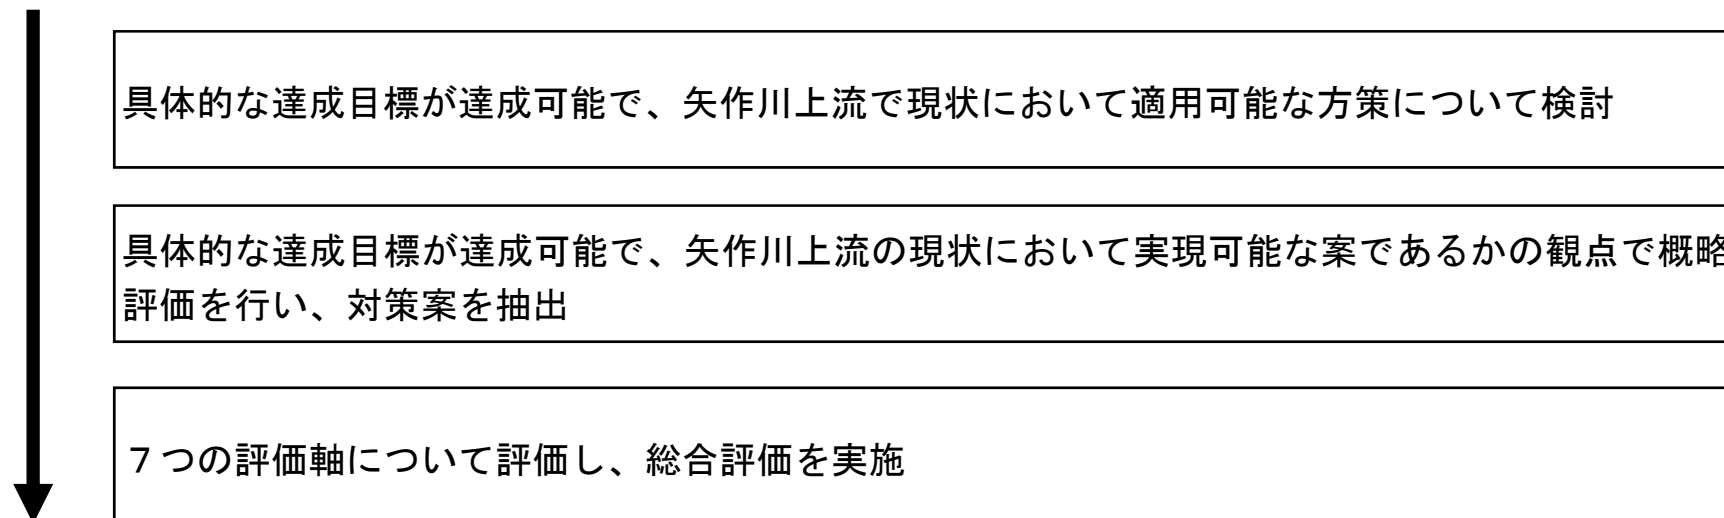 具体的な達成目標が達成可能で、矢作川上流で現状において適用可能な方策について検討
具体的な達成目標が達成可能で、矢作川上流の現状において実現可能な案であるかの観点で概略
評価を行い、対策案を抽出
７つの評価軸について評価し、総合評価を実施